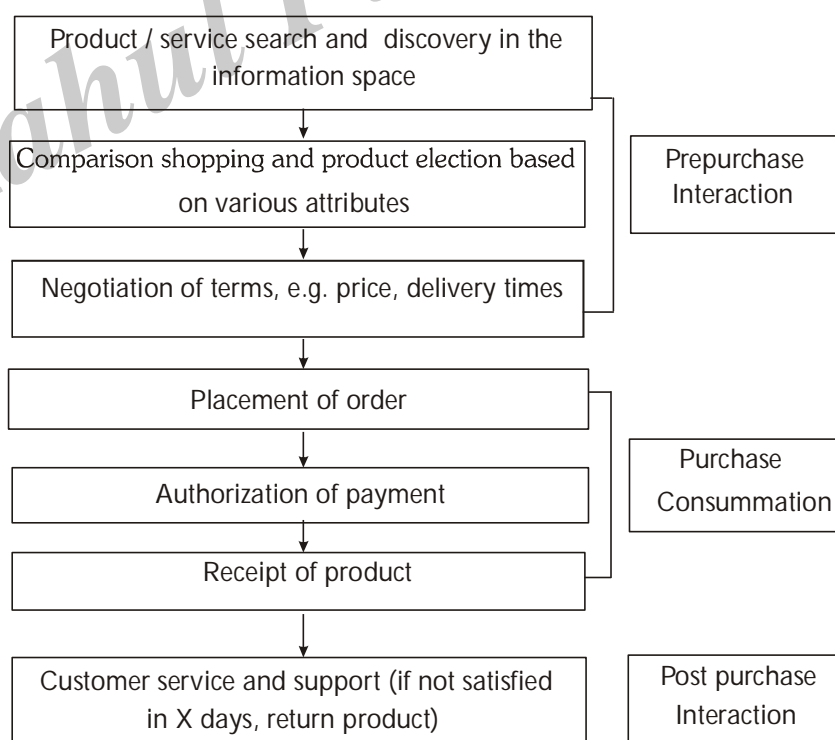 Product / service search and discovery in the
information space
Comparison shopping and product election based
on various attributes
Prepurchase
Interaction
Negotiation of terms, e.g. price, delivery times
Placement of order
Authorization of payment
Purchase
Consummation
Receipt of product
Customer service and support (if not satisfied
in X days, return product)
Post purchase
Interaction